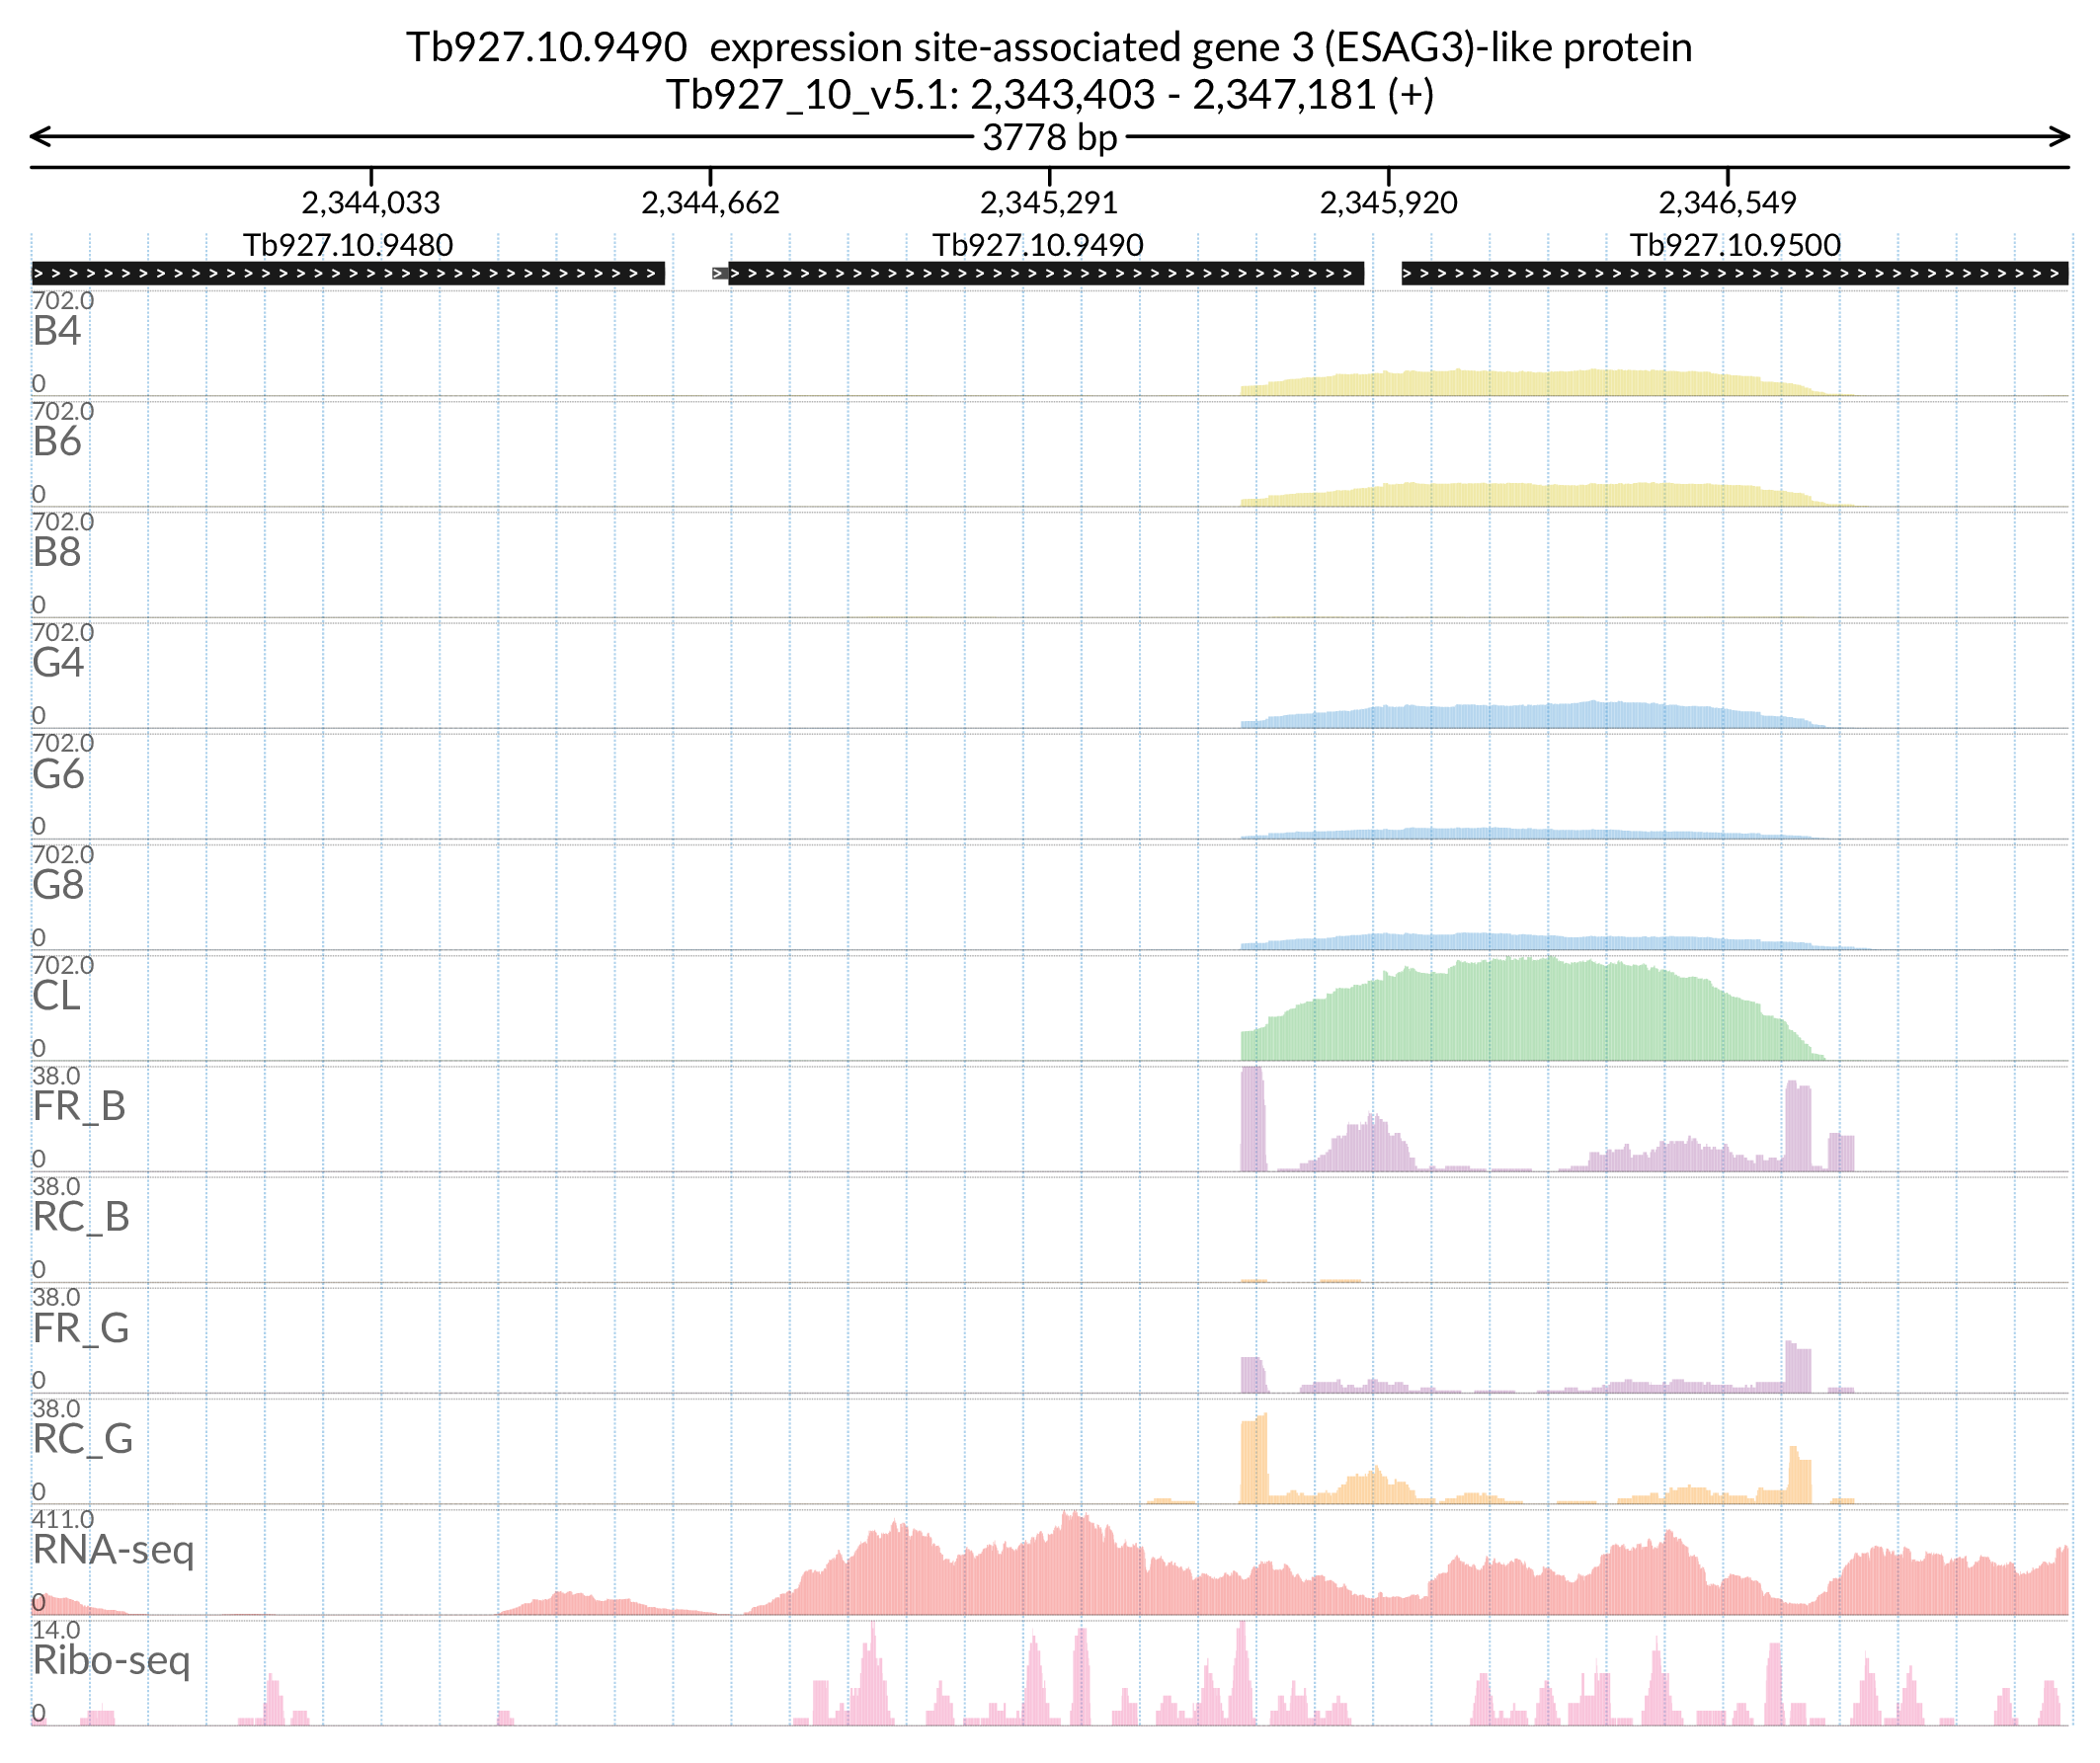 Tb927.10.9490 expression site-associated gene 3 (ESAG3)-like protein
Tb927_10_v5.1: 2,343,403 - 2,347,181 (+)
3778 bp
2,344,033 2,344,662 2,345,291 2,345,920 2,346,549
Tb927.10.9480 Tb927.10.9490 Tb927.10.9500
702.0
B4
0
702.0
B6
0
702.0
B8
0
702.0
G4
0
702.0
G6
0
702.0
G8
0
702.0
CL
0
38.0
FR_B
0
38.0
RC_B
0
38.0
FR_G
0
38.0
RC_G
0
411.0
RNA-seq
0
14.0
Ribo-seq
0